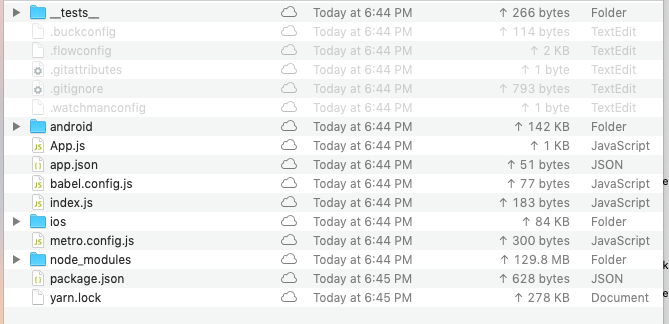 __tests__ Today at 6:44 PM ↑ 266 bytes Folder
.buckconfig Today at 6:44 PM ↑ 114 bytes TextEdit
.flowconfig Today at 6:44 PM ↑ 2 KB TextEdit
.gitattributes Today at 6:44 PM ↑ 1 byte TextEdit
.gitignore Today at 6:44 PM ↑ 793 bytes TextEdit
.watchmanconfig Today at 6:44 PM ↑ 1 byte TextEdit
android Today at 6:44 PM ↑ 142 KB Folder
App.js Today at 6:44 PM ↑ 1 KB JavaScript
app.json Today at 6:44 PM ↑ 51 bytes JSON
babel.config.js Today at 6:44 PM ↑ 77 bytes JavaScript
index.js Today at 6:44 PM ↑ 183 bytes JavaScript
ios Today at 6:44 PM ↑ 84 KB Folder
metro.config.js Today at 6:44 PM ↑ 300 bytes JavaScript
node_modules Today at 6:44 PM ↑ 129.8 MB Folder
package.json Today at 6:45 PM ↑ 628 bytes JSON
yarn.lock Today at 6:45 PM ↑ 278 KB Document